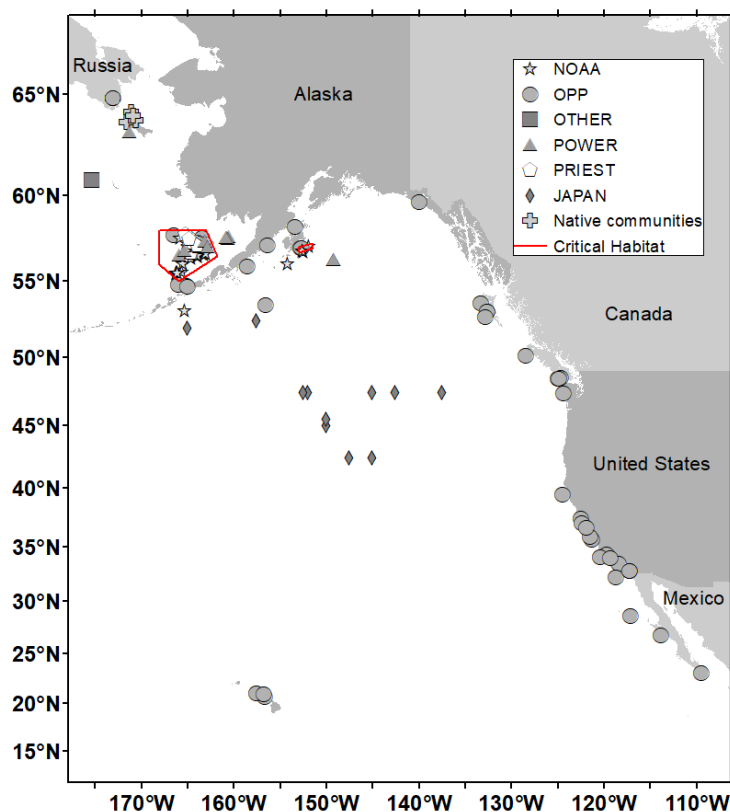 Russia
Alaska
Canada
United States
Mexico
NOAA
OPP
OTHER
POWER
PRIEST
JAPAN
Native communities
Critical Habitat
65°N
60°N
55°N
50°N
45°N
40°N
35°N
30°N
25°N
20°N
15°N
170°W 160°W 150°W 140°W 130°W 120°W 110°W